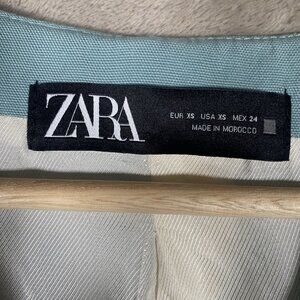 ZARA
EUR XS USA XS MEX 24
MADE IN MOROCCO